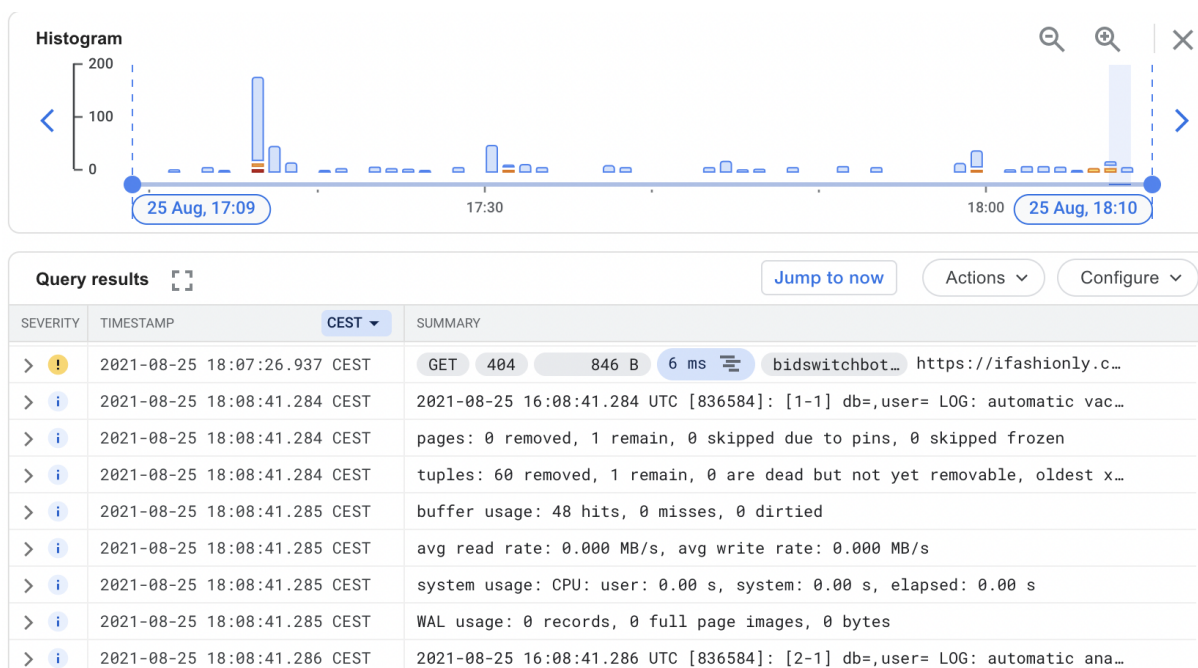 Histogram
200
100
0
25 Aug, 17:09
17:30
18:00
25 Aug, 18:10
Query results
Jump to now
Actions
Configure
SEVERITY TIMESTAMP CEST SUMMARY
! 2021-08-25 18:07:26.937 CEST GET 404 846 B 6 ms bidswitchbot… https://ifashionly.c…
i 2021-08-25 18:08:41.284 CEST 2021-08-25 16:08:41.284 UTC [836584]: [1-1] db=,user= LOG: automatic vac…
i 2021-08-25 18:08:41.284 CEST pages: 0 removed, 1 remain, 0 skipped due to pins, 0 skipped frozen
i 2021-08-25 18:08:41.284 CEST tuples: 60 removed, 1 remain, 0 are dead but not yet removable, oldest x…
i 2021-08-25 18:08:41.285 CEST buffer usage: 48 hits, 0 misses, 0 dirtied
i 2021-08-25 18:08:41.285 CEST avg read rate: 0.000 MB/s, avg write rate: 0.000 MB/s
i 2021-08-25 18:08:41.285 CEST system usage: CPU: user: 0.00 s, system: 0.00 s, elapsed: 0.00 s
i 2021-08-25 18:08:41.285 CEST WAL usage: 0 records, 0 full page images, 0 bytes
i 2021-08-25 18:08:41.286 CEST 2021-08-25 16:08:41.286 UTC [836584]: [2-1] db=,user= LOG: automatic ana…